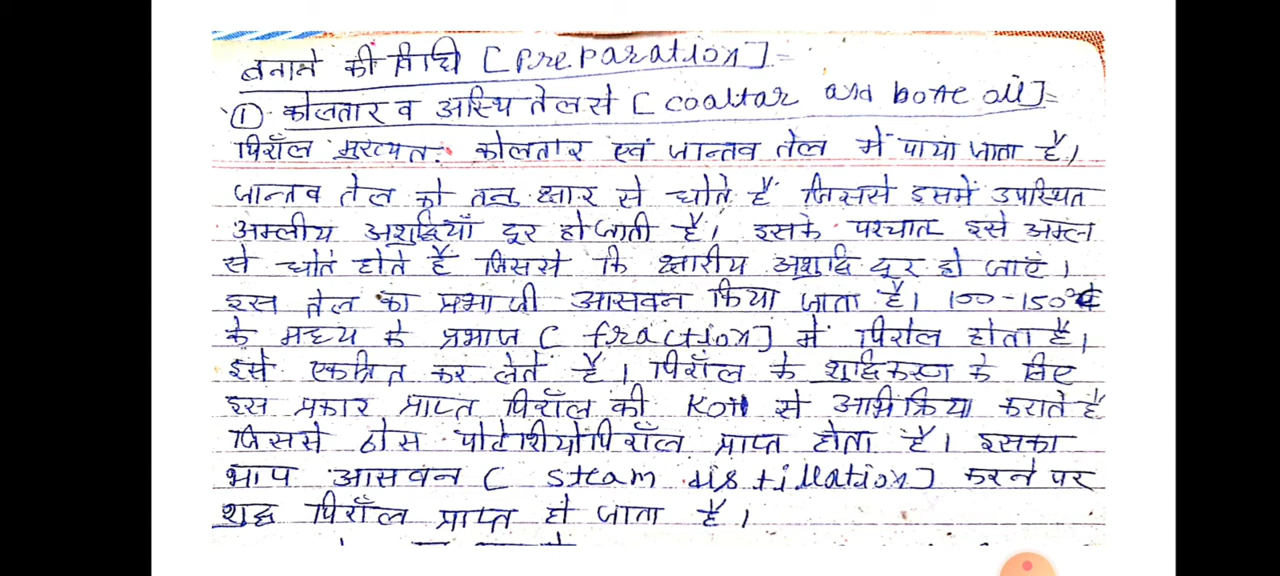 बनाने की विधि [Preparation] =
① कोलतार व अस्थि तेल से [coaltar and bone oil] =
पिरॉल मुख्यतः कोलतार एवं जान्तव तेल में पाया जाता है।
जान्तव तेल को तनु क्षार से धोते हैं जिससे इसमें उपस्थित
अम्लीय अशुद्धियाँ दूर हो जाती हैं। इसके पश्चात इसे अम्ल
से धोते होते हैं जिससे कि क्षारीय अशुद्धि दूर हो जाएं।
इस तेल का प्रभाजी आसवन किया जाता है। 100-150°C
के मध्य के प्रभाज [fraction] में पिरोल होता है।
इसे एकत्रित कर लेते हैं। पिरॉल के शुद्धिकरण के लिए
इस प्रकार प्राप्त पिरॉल की KOH से अभिक्रिया कराते हैं
जिससे ठोस पोटेशियोपिरॉल प्राप्त होता है। इसका
भाप आसवन [steam distillation] करने पर
शुद्ध पिरॉल प्राप्त हो जाता है।